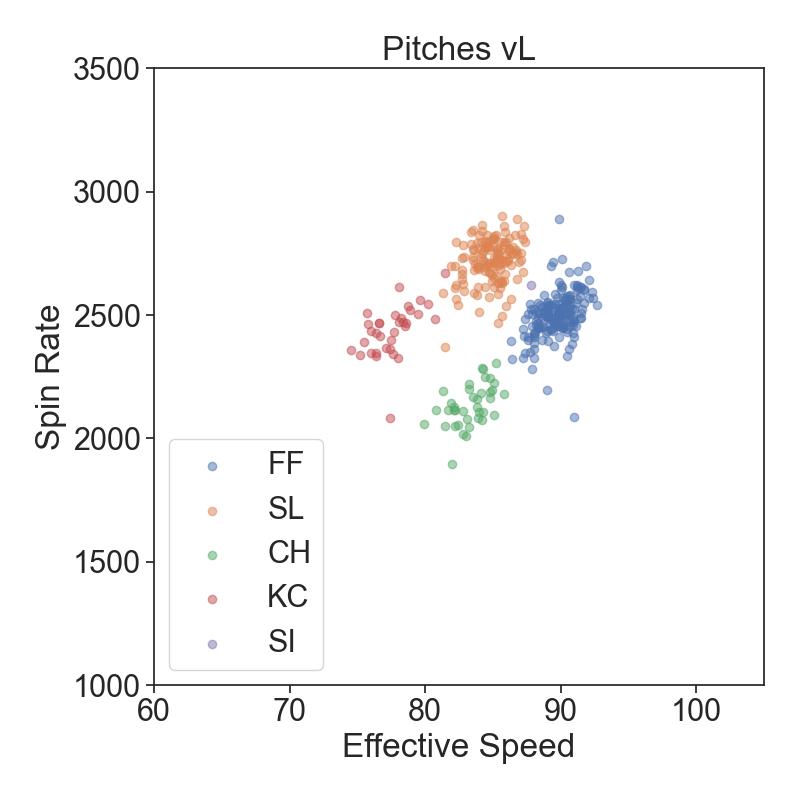 Pitches vL
3500
3000
2500
2000
1500
1000
Spin Rate
FF
SL
CH
KC
SI
60 70 80 90 100
Effective Speed